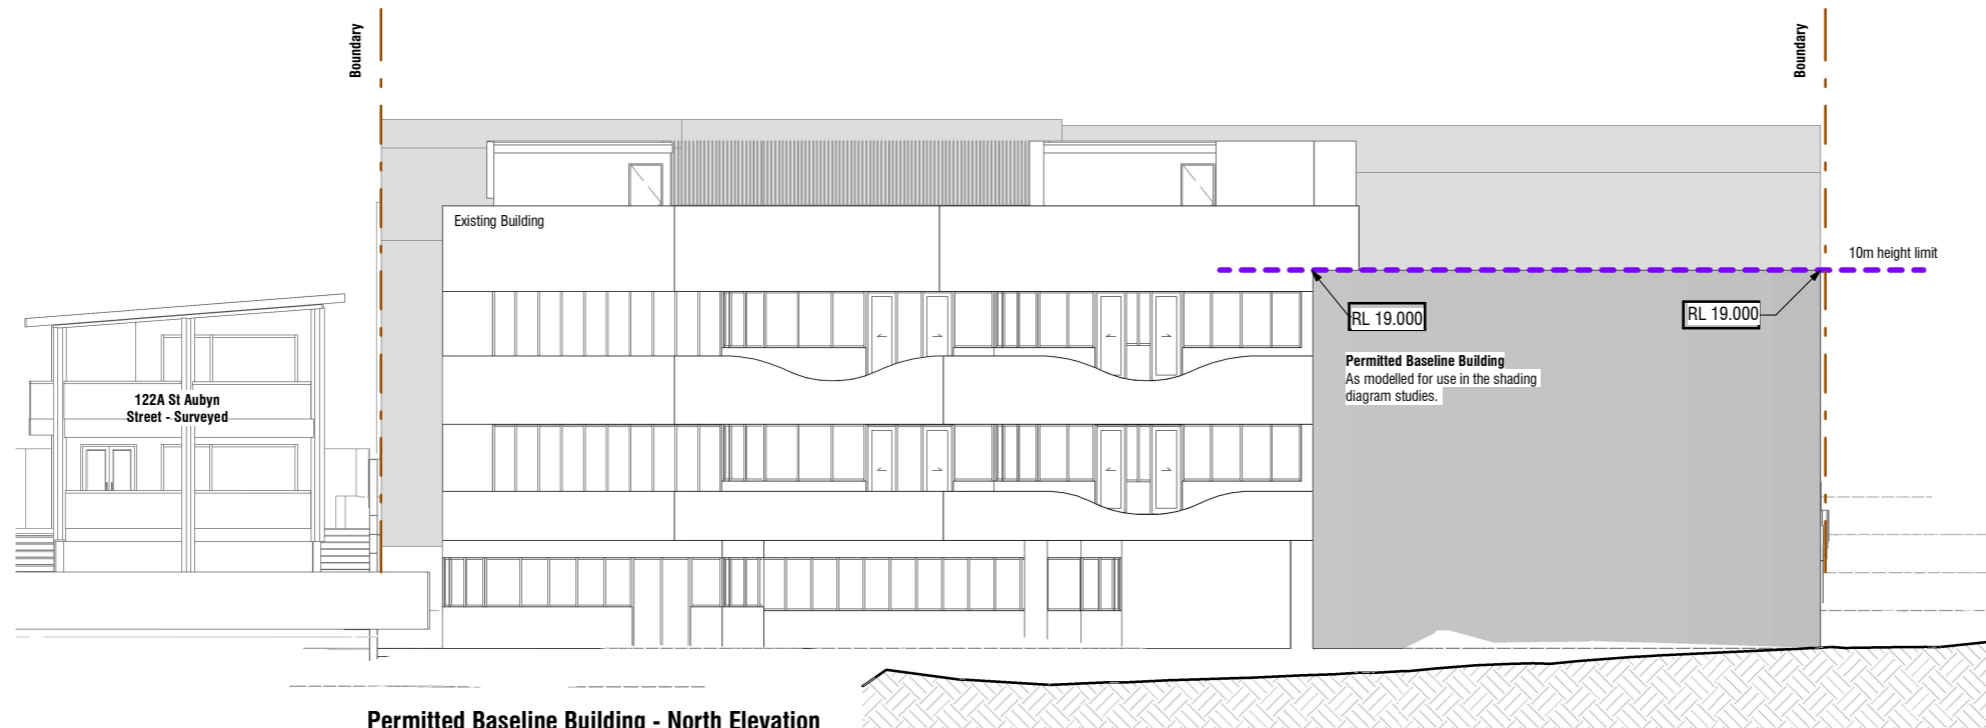 Boundary
Boundary
Existing Building
10m height limit
RL 19.000
RL 19.000
Permitted Baseline Building
As modelled for use in the shading
diagram studies.
122A St Aubyn
Street - Surveyed
Permitted Baseline Building - North Elevation